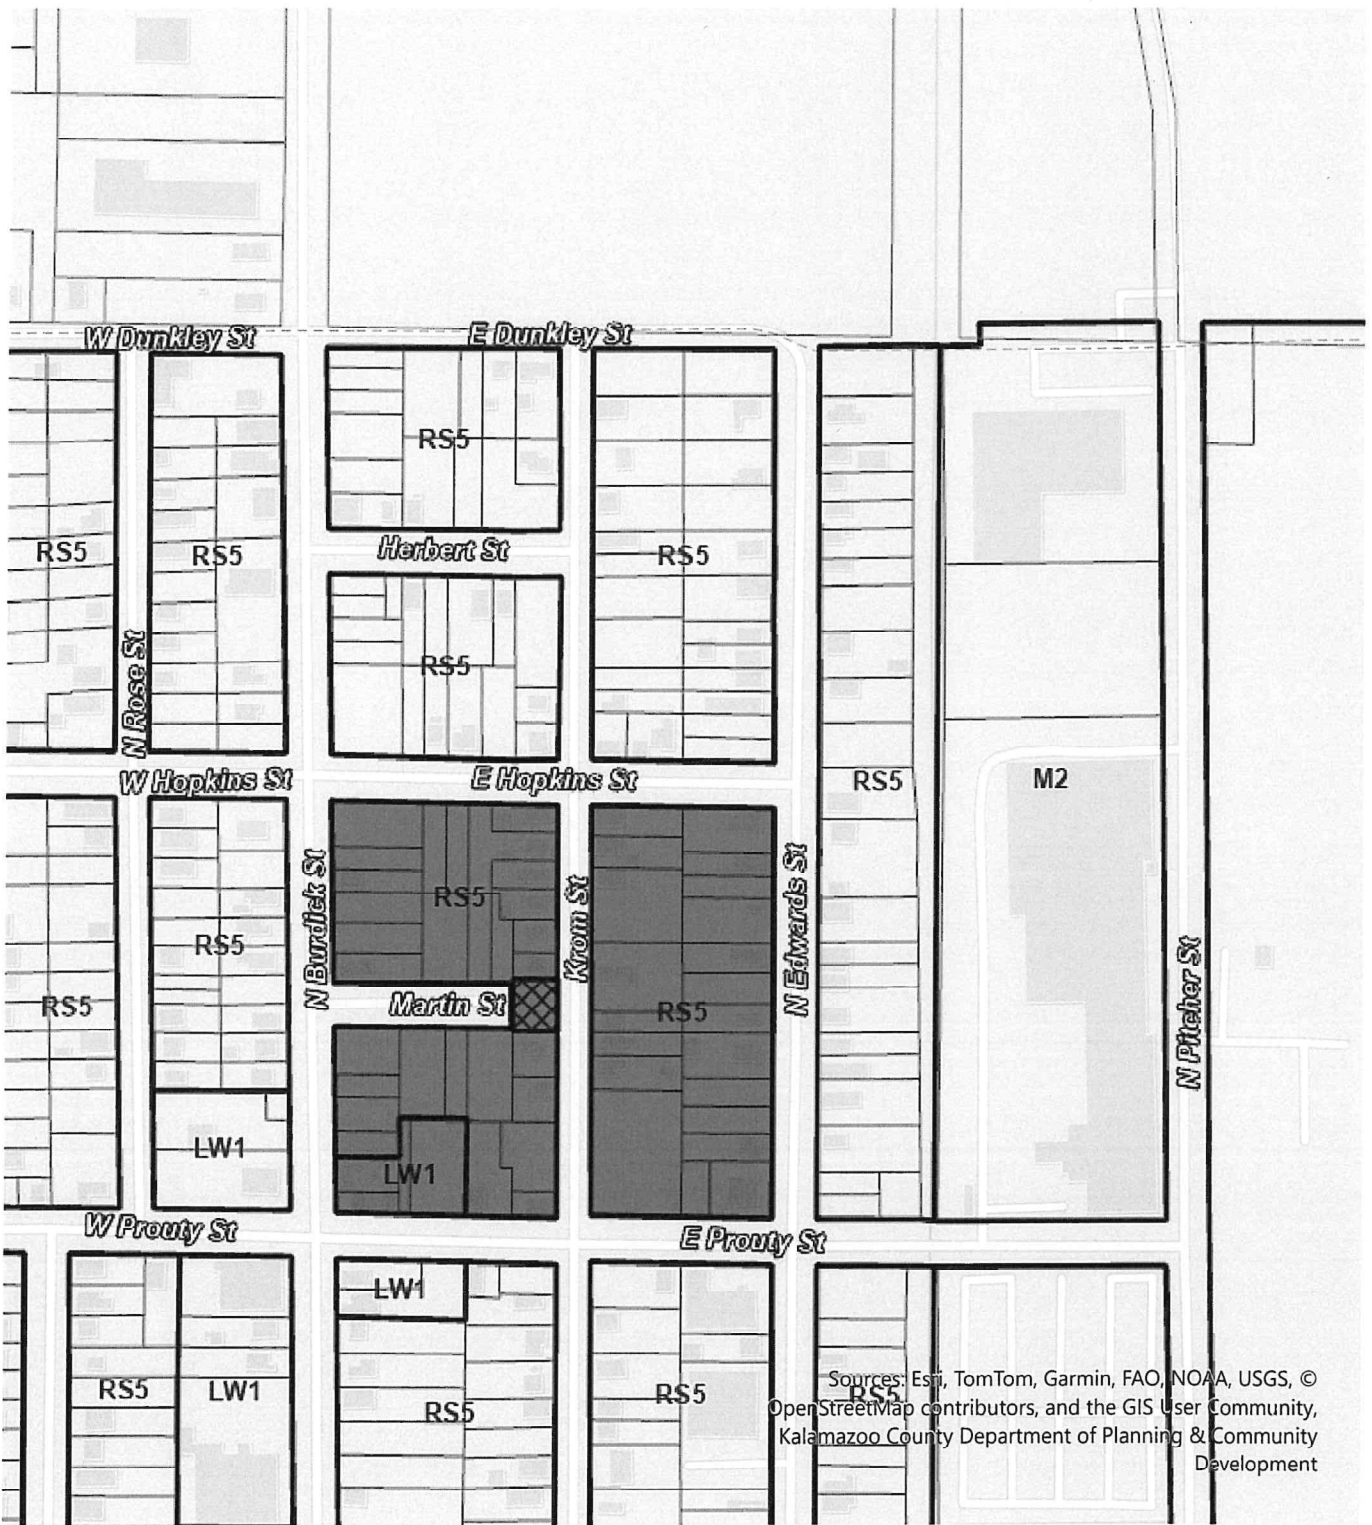 W Dunkley St
E Dunkley St
RS5
RS5
RS5
Herbert St
RS5
N Rose St
RS5
W Hopkins St
E Hopkins St
RS5
M2
N Burdick St
RS5
Krom St
N Edwards St
RS5
N Pitcher St
RS5
Martin St
RS5
LW1
LW1
W Prouty St
E Prouty St
LW1
RS5
LW1
RS5
RS5
RS5
Sources: Esri, TomTom, Garmin, FAO, NOAA, USGS, ©
OpenStreetMap contributors, and the GIS User Community,
Kalamazoo County Department of Planning & Community
Development